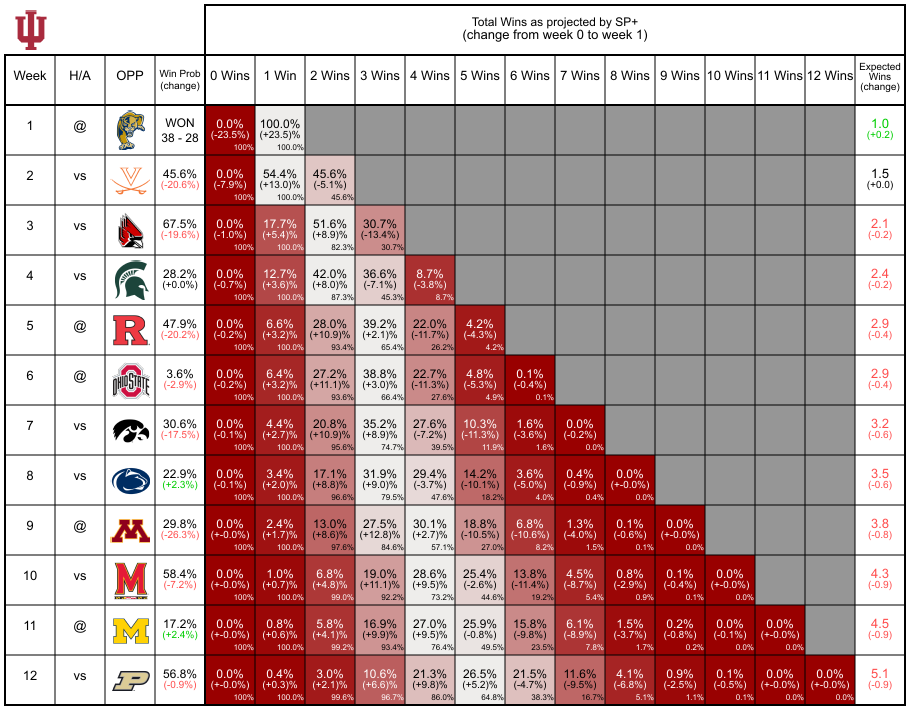 Total Wins as projected by SP+
(change from week 0 to week 1)
Week H/A OPP Win Prob (change) 0 Wins 1 Win 2 Wins 3 Wins 4 Wins 5 Wins 6 Wins 7 Wins 8 Wins 9 Wins 10 Wins 11 Wins 12 Wins Expected Wins (change)
1 @ WON 0.0% 100.0% 1.0
38 - 28 (-23.5%) (+23.5)% (+0.2)
100% 100.0%
2 vs 45.6% 0.0% 54.4% 45.6% 1.5
(-20.6%) (-7.9%) (+13.0)% (-5.1%) (+0.0)
100% 100.0% 45.6%
3 vs 67.5% 0.0% 17.7% 51.6% 30.7% 2.1
(-19.6%) (-1.0%) (+5.4)% (+8.9)% (-13.4%) (-0.2)
100% 100.0% 82.3% 30.7%
4 vs 28.2% 0.0% 12.7% 42.0% 36.6% 8.7% 2.4
(+0.0%) (-0.7%) (+3.6)% (+8.0)% (-7.1%) (-3.8%) (-0.2)
100% 100.0% 87.3% 45.3% 8.7%
5 @ R 47.9% 0.0% 6.6% 28.0% 39.2% 22.0% 4.2% 2.9
(-20.2%) (-0.2%) (+3.2)% (+10.9)% (+2.1)% (-11.7%) (-4.3%) (-0.4)
100% 100.0% 93.4% 65.4% 26.2% 4.2%
6 @ OHIO STATE 3.6% 0.0% 6.4% 27.2% 38.8% 22.7% 4.8% 0.1% 2.9
(-2.9%) (-0.2%) (+3.2)% (+11.1)% (+3.0)% (-11.3%) (-5.3%) (-0.4%) (-0.4)
100% 100.0% 93.6% 66.4% 27.6% 4.9% 0.1%
7 vs 30.6% 0.0% 4.4% 20.8% 35.2% 27.6% 10.3% 1.6% 0.0% 3.2
(-17.5%) (-0.1%) (+2.7)% (+10.9)% (+8.9)% (-7.2%) (-11.3%) (-3.6%) (-0.2%) (-0.6)
100% 100.0% 95.6% 74.7% 39.5% 11.9% 1.6% 0.0%
8 vs 22.9% 0.0% 3.4% 17.1% 31.9% 29.4% 14.2% 3.6% 0.4% 0.0% 3.5
(+2.3%) (-0.1%) (+2.0)% (+8.8)% (+9.0)% (-3.7%) (-10.1%) (-5.0%) (-0.9%) (+-0.0%) (-0.6)
100% 100.0% 96.6% 79.5% 47.6% 18.2% 4.0% 0.4% 0.0%
9 @ M 29.8% 0.0% 2.4% 13.0% 27.5% 30.1% 18.8% 6.8% 1.3% 0.1% 0.0% 3.8
(-26.3%) (+-0.0%) (+1.7)% (+8.6)% (+12.8)% (+2.7)% (-10.5%) (-10.6%) (-4.0%) (-0.6%) (+-0.0%) (-0.8)
100% 100.0% 97.6% 84.6% 57.1% 27.0% 8.2% 1.5% 0.1% 0.0%
10 vs M 58.4% 0.0% 1.0% 6.8% 19.0% 28.6% 25.4% 13.8% 4.5% 0.8% 0.1% 0.0% 4.3
(-7.2%) (+-0.0%) (+0.7)% (+4.8)% (+11.1)% (+9.5)% (-2.6%) (-11.4%) (-8.7%) (-2.9%) (-0.4%) (+-0.0%) (-0.9)
100% 100.0% 99.0% 92.2% 73.2% 44.6% 19.2% 5.4% 0.9% 0.1% 0.0%
11 @ M 17.2% 0.0% 0.8% 5.8% 16.9% 27.0% 25.9% 15.8% 6.1% 1.5% 0.2% 0.0% 0.0% 4.5
(+2.4%) (+-0.0%) (+0.6)% (+4.1)% (+9.9)% (+9.5)% (-0.8%) (-9.8%) (-8.9%) (-3.7%) (-0.8%) (-0.1%) (+-0.0%) (-0.9)
100% 100.0% 99.2% 93.4% 76.4% 49.5% 23.5% 7.8% 1.7% 0.2% 0.0% 0.0%
12 vs P 56.8% 0.0% 0.4% 3.0% 10.6% 21.3% 26.5% 21.5% 11.6% 4.1% 0.9% 0.1% 0.0% 0.0% 5.1
(-0.9%) (+-0.0%) (+0.3)% (+2.1)% (+6.6)% (+9.8)% (+5.2)% (-4.7%) (-9.5%) (-6.8%) (-2.5%) (-0.5%) (+-0.0%) (+-0.0%) (-0.9)
100% 100.0% 99.6% 96.7% 86.0% 64.8% 38.3% 16.7% 5.1% 1.1% 0.1% 0.0% 0.0%